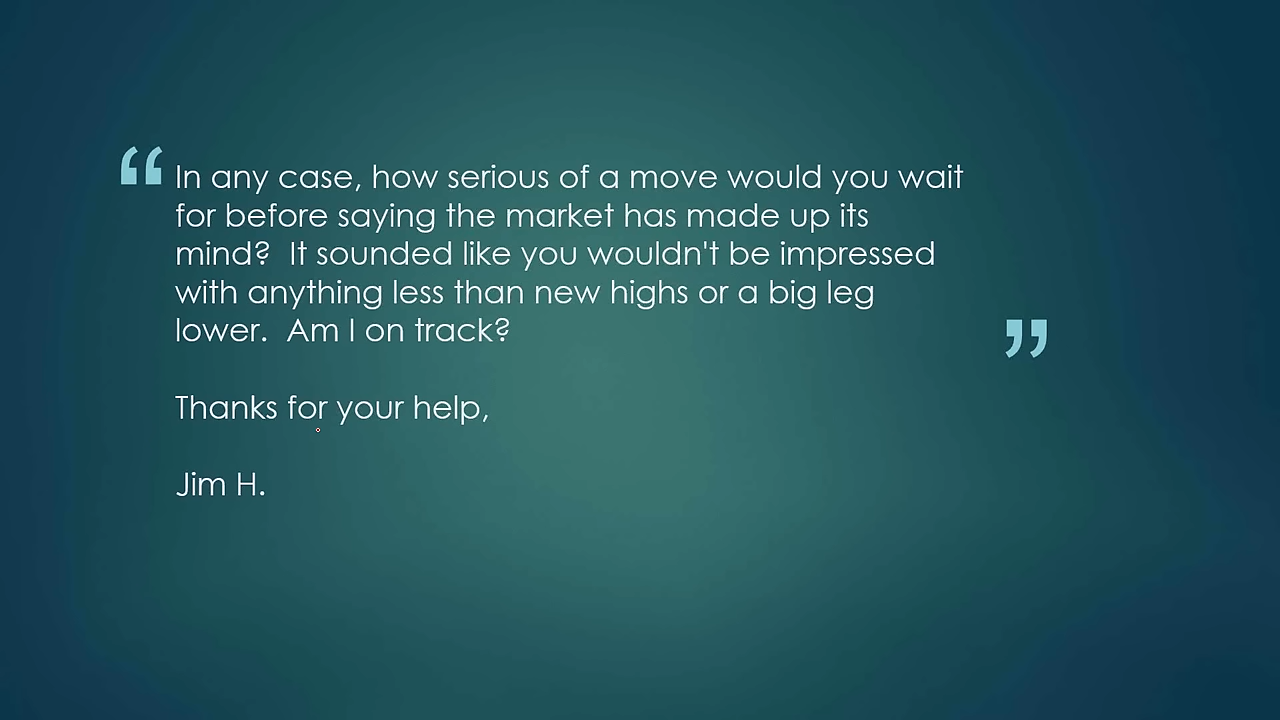 “ In any case, how serious of a move would you wait
for before saying the market has made up its
mind?  It sounded like you wouldn't be impressed
with anything less than new highs or a big leg
lower.  Am I on track? ”
Thanks for your help,
Jim H.